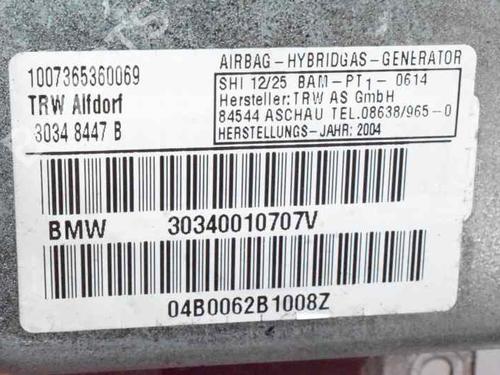 1007365360069
TRW Alfdorf
3034 8447 B
AIRBAG-HYBRIDGAS-GENERATOR
SHI 12/25 BAM-PT1-0614
Hersteller:TRW AS GmbH
84544 ASCHAU TEL.08638/965-0
HERSTELLUNGS-JAHR:2004
BMW 30340010707V
04B0062B1008Z